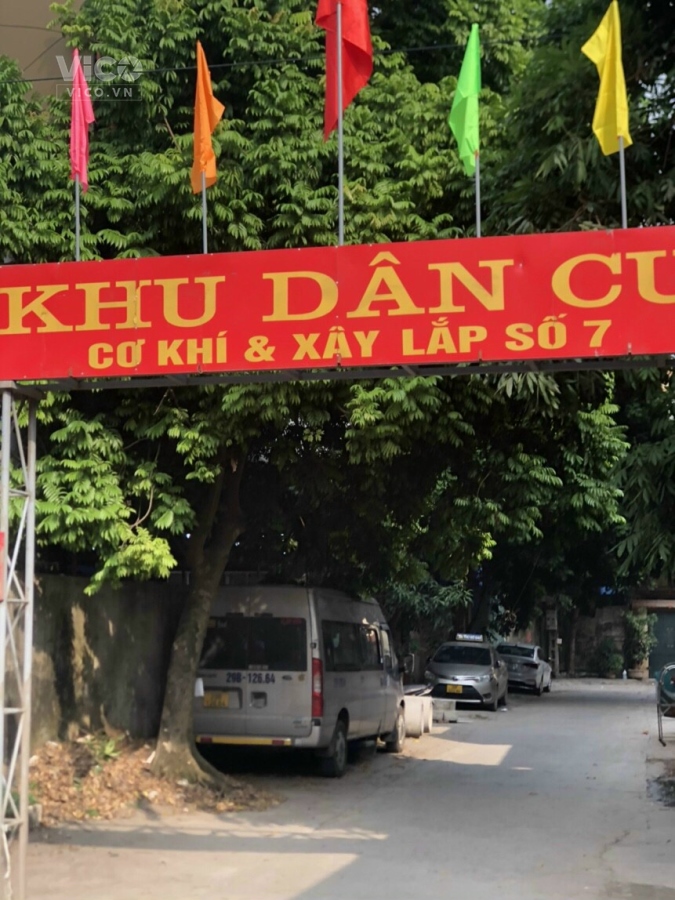 VICO
VICO.VN
KHU DÂN CƯ
CƠ KHÍ & XÂY LẮP SỐ 7
29B-126.64